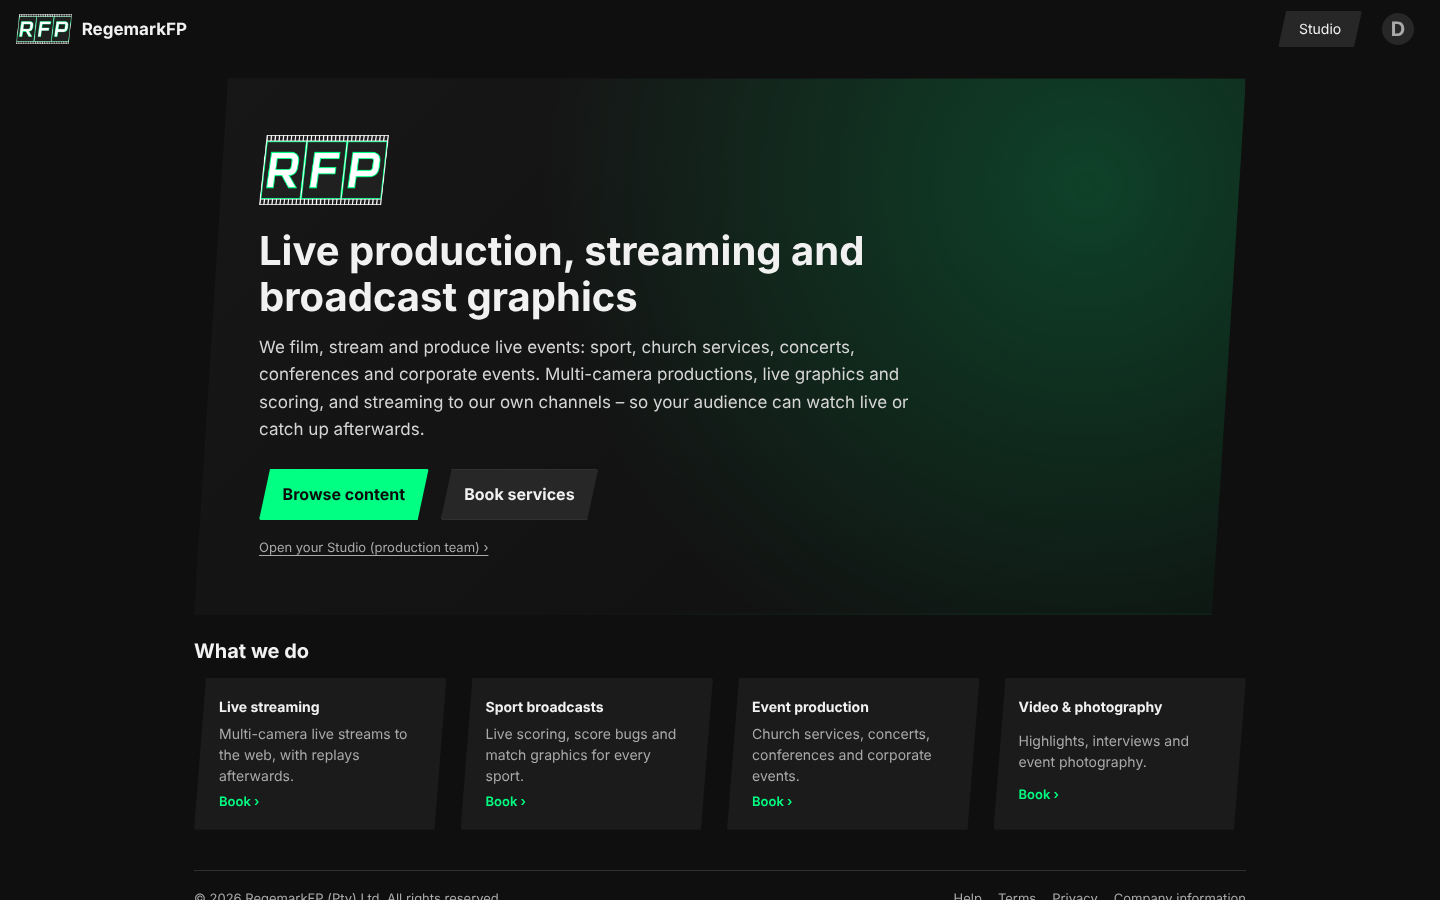 RFP RegemarkFP
Studio
D
RFP
Live production, streaming and
broadcast graphics
We film, stream and produce live events: sport, church services, concerts,
conferences and corporate events. Multi-camera productions, live graphics and
scoring, and streaming to our own channels – so your audience can watch live or
catch up afterwards.
Browse content
Book services
Open your Studio (production team) ›
What we do
Live streaming
Multi-camera live streams to
the web, with replays
afterwards.
Book ›
Sport broadcasts
Live scoring, score bugs and
match graphics for every
sport.
Book ›
Event production
Church services, concerts,
conferences and corporate
events.
Book ›
Video & photography
Highlights, interviews and
event photography.
Book ›
© 2026 RegemarkFP (Pty) Ltd. All rights reserved.
Help Terms Privacy Company information